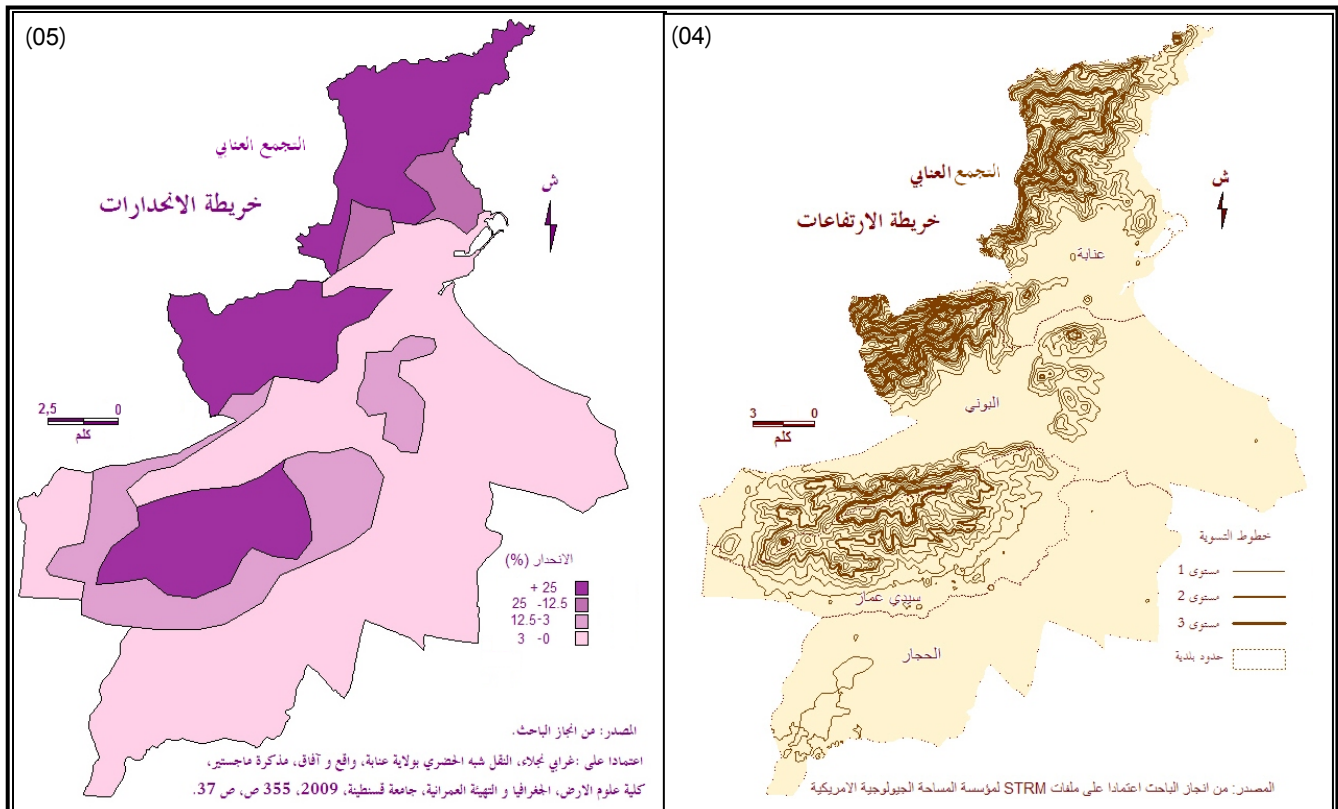 (05)
التجمع العنابي
خريطة الانحدارات
ش
2,5 0
كلم
الانحدار (%)
+ 25
25 -12.5
12.5-3
3 -0
المصدر: من انجاز الباحث.
اعتمادا على :غرابي نجلاء، النقل شبه الحضري بولاية عنابة، واقع و آفاق، مذكرة ماجستير،
كلية علوم الارض، الجغرافيا و التهيئة العمرانية، جامعة قسنطينة، 2009، 355 ص، ص 37.
(04)
التجمع العنابي
خريطة الارتفاعات
ش
عنابة
البوني
3 0
كلم
سيدي عمار
الحجار
خطوط التسوية
مستوى 1
مستوى 2
مستوى 3
حدود بلدية
المصدر: من انجاز الباحث اعتمادا على ملفات STRM لمؤسسة المساحة الجيولوجية الامريكية